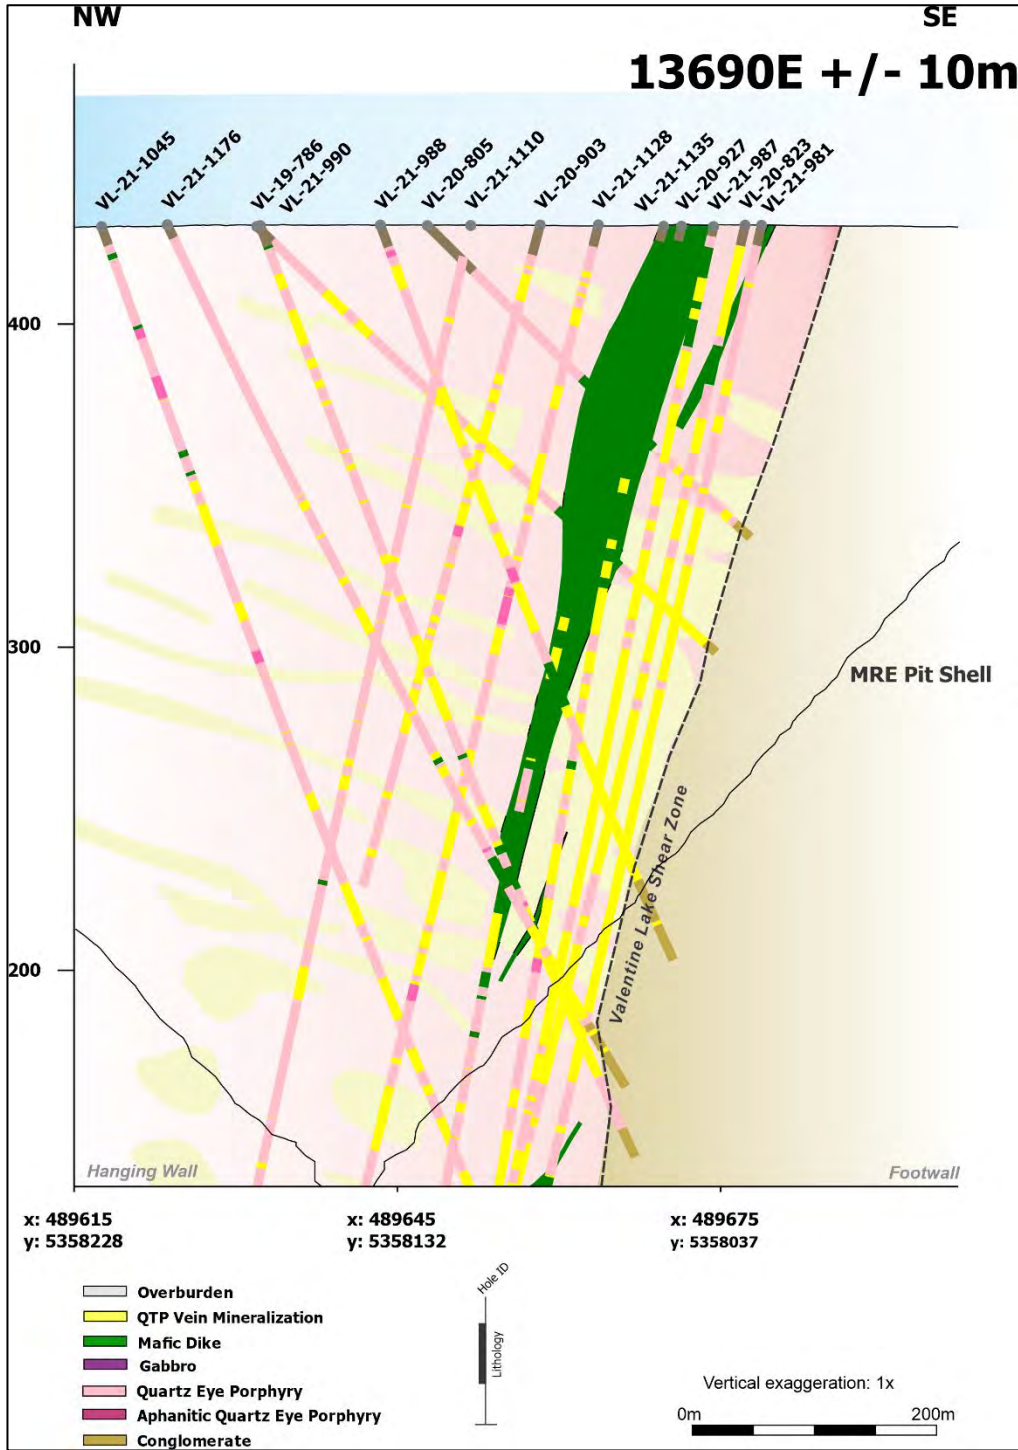 NW
SE
13690E +/- 10m
VL-21-1045
VL-21-1176
VL-19-786
VL-21-990
VL-21-988
VL-20-805
VL-21-1110
VL-20-903
VL-21-1128
VL-21-1135
VL-20-927
VL-21-987
VL-20-823
VL-21-981
400
300
200
MRE Pit Shell
Valentine Lake Shear Zone
Hanging Wall
Footwall
x: 489615
y: 5358228
x: 489645
y: 5358132
x: 489675
y: 5358037
Overburden
QTP Vein Mineralization
Mafic Dike
Gabbro
Quartz Eye Porphyry
Aphanitic Quartz Eye Porphyry
Conglomerate
Hole ID
Lithology
Vertical exaggeration: 1x
0m
200m